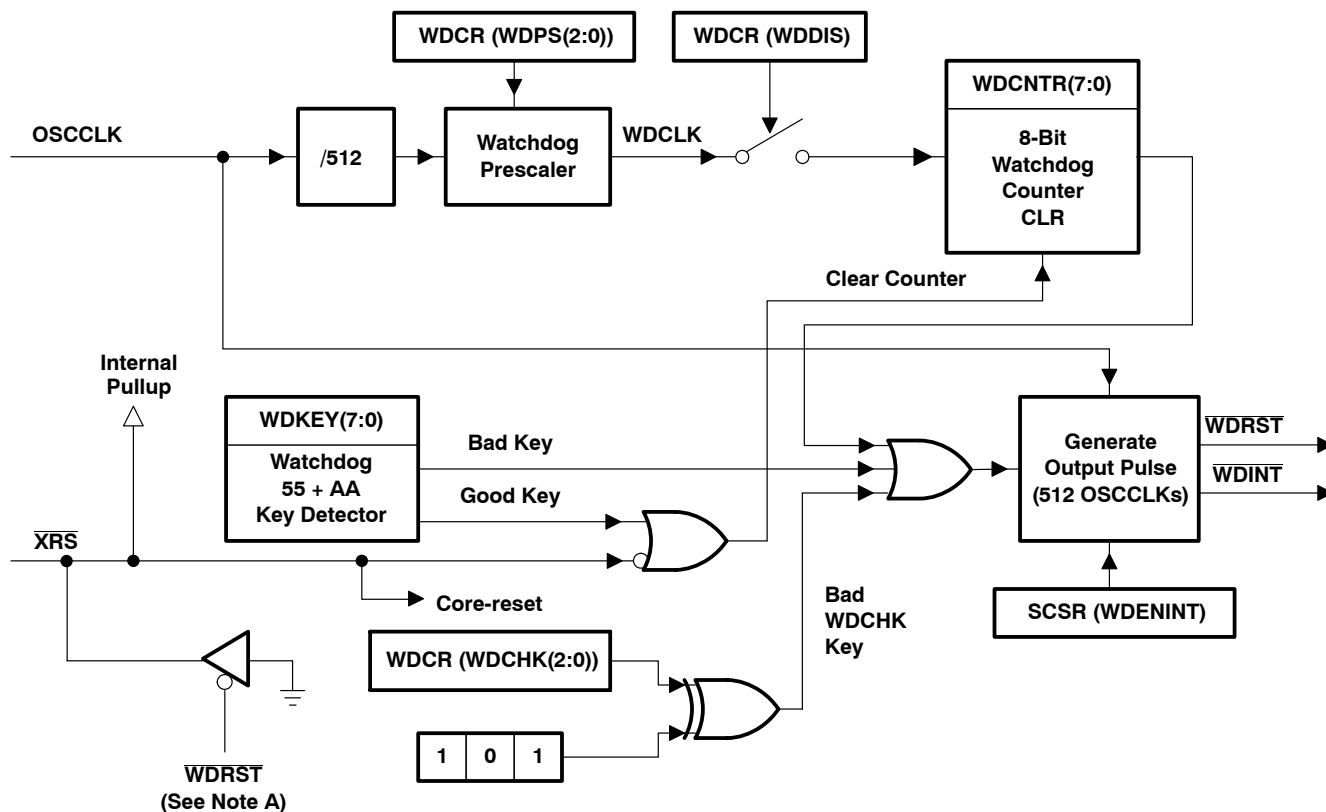 WDCR (WDPS(2:0))
WDCR (WDDIS)
WDCNTR(7:0)
OSCCLK
/512
Watchdog
Prescaler
WDCLK
8-Bit
Watchdog
Counter
CLR
Clear Counter
Internal
Pullup
WDKEY(7:0)
Watchdog
55 + AA
Key Detector
Bad Key
Good Key
Generate
Output Pulse
(512 OSCCLKs)
WDRST
WDINT
XRS
Core-reset
Bad
WDCHK
Key
SCSR (WDENINT)
WDCR (WDCHK(2:0))
1 0 1
WDRST
(See Note A)